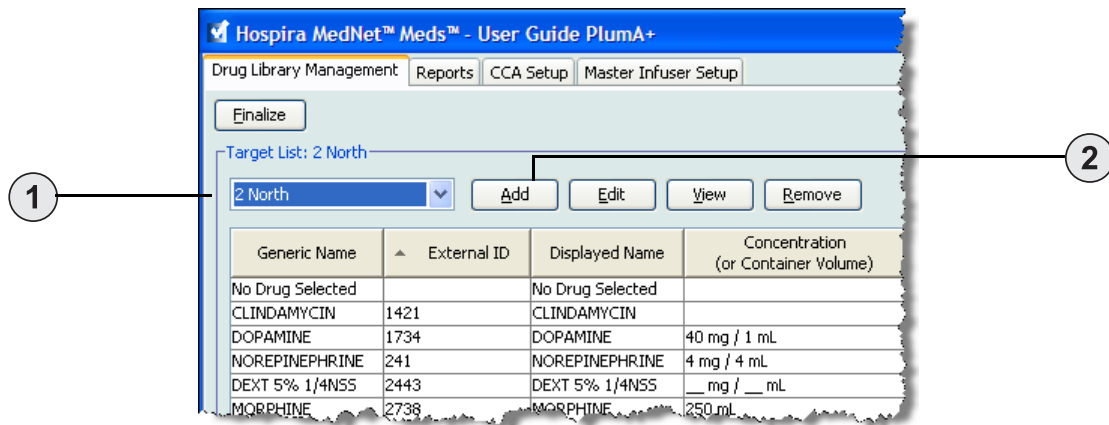 Hospira MedNet™ Meds™ - User Guide PlumA+
Drug Library Management Reports CCA Setup Master Infuser Setup
Finalize
Target List: 2 North
1
2 North Add Edit View Remove
2
Generic Name External ID Displayed Name Concentration (or Container Volume)
No Drug Selected No Drug Selected
CLINDAMYCIN 1421 CLINDAMYCIN
DOPAMINE 1734 DOPAMINE 40 mg / 1 mL
NOREPINEPHRINE 241 NOREPINEPHRINE 4 mg / 4 mL
DEXT 5% 1/4NSS 2443 DEXT 5% 1/4NSS __ mg / __ mL
MORPHINE 2738 MORPHINE 250 mL